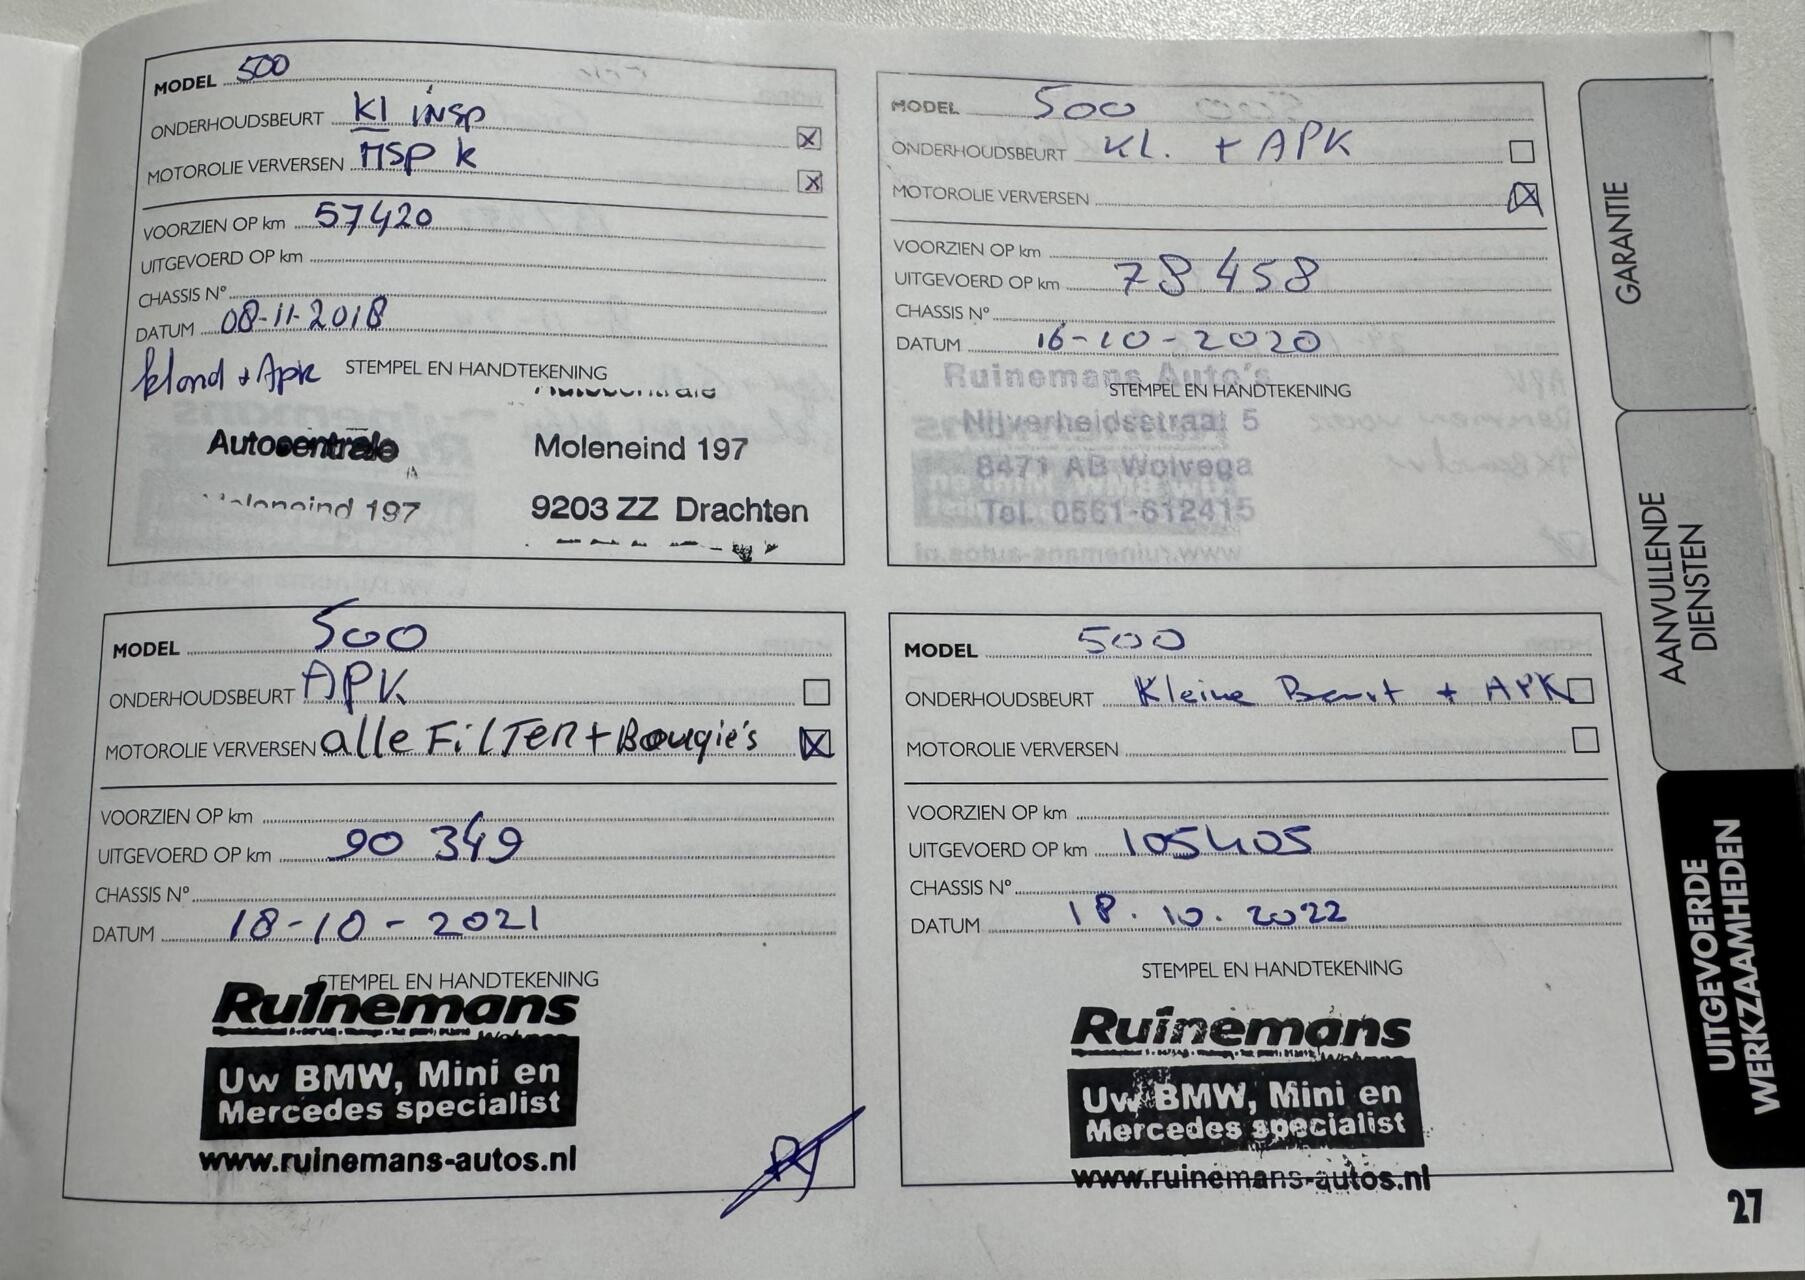 MODEL 500
ONDERHOUDSBEURT Kl insp
MOTOROLIE VERVERSEN MSP k
VOORZIEN OP km 57420
UITGEVOERD OP km
CHASSIS N°
DATUM 08-11-2018
+ Apk STEMPEL EN HANDTEKENING
Autocentrale
Autocentrale Moleneind 197
Moleneind 197 9203 ZZ Drachten
MODEL 500
ONDERHOUDSBEURT Kl. + APK
MOTOROLIE VERVERSEN
VOORZIEN OP km
UITGEVOERD OP km 78458
CHASSIS N°
DATUM 16-10-2020
Ruinemans Auto's
STEMPEL EN HANDTEKENING
Nijverheidsstraat 5
8471 AB Wolvega
Tel. 0561-612415
MODEL 500
ONDERHOUDSBEURT APK
MOTOROLIE VERVERSEN alle FilTER + Bougie's
VOORZIEN OP km
UITGEVOERD OP km 90 349
CHASSIS N°
DATUM 18-10-2021
STEMPEL EN HANDTEKENING
Ruinemans
Uw BMW, Mini en
Mercedes specialist
www.ruinemans-autos.nl
MODEL 500
ONDERHOUDSBEURT Kleine Beurt + APK
MOTOROLIE VERVERSEN
VOORZIEN OP km
UITGEVOERD OP km 105405
CHASSIS N°
DATUM 18.10.2022
STEMPEL EN HANDTEKENING
Ruinemans
Uw BMW, Mini en
Mercedes specialist
www.ruinemans-autos.nl
GARANTIE
AANVULLENDE
DIENSTEN
UITGEVOERDE
WERKZAAMHEDEN
27